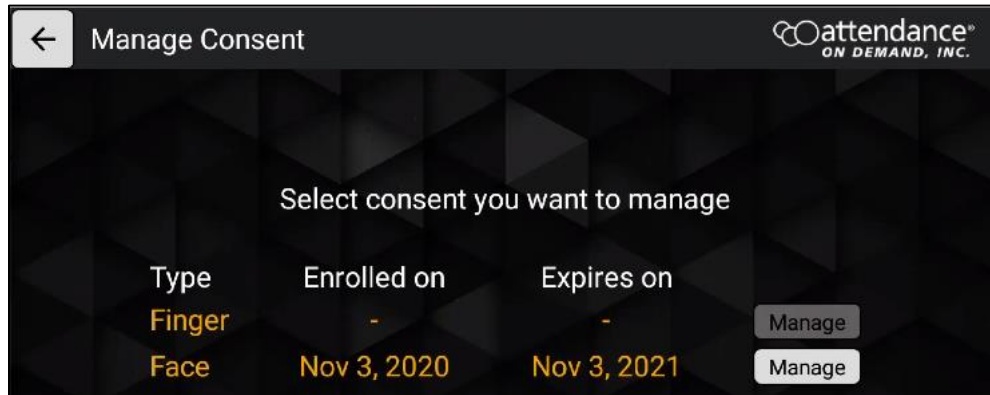 Manage Consent
attendance®
ON DEMAND, INC.
Select consent you want to manage
Type Enrolled on Expires on
Finger - - Manage
Face Nov 3, 2020 Nov 3, 2021 Manage